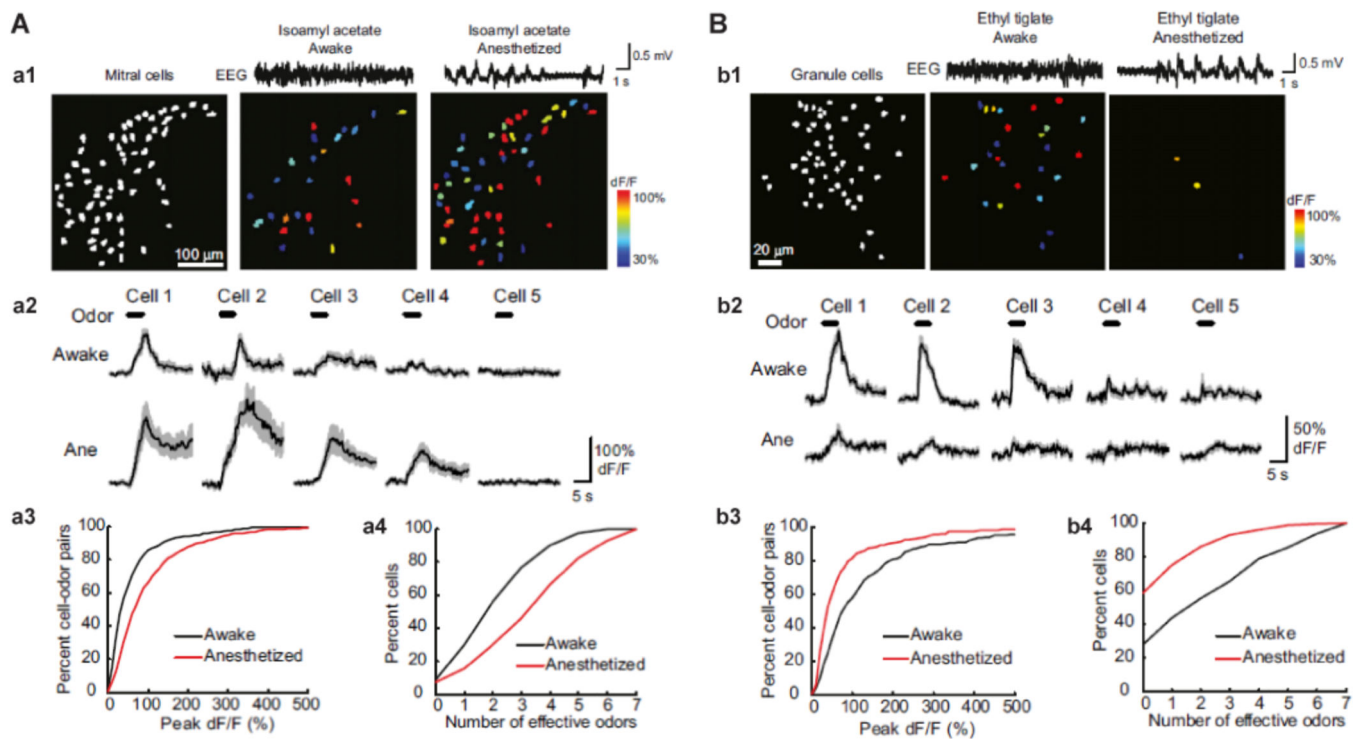 A
Isoamyl acetate
Awake
Isoamyl acetate
Anesthetized
0.5 mV
1 s
a1
Mitral cells
EEG
dF/F
100%
30%
100 µm
a2
Cell 1 Cell 2 Cell 3 Cell 4 Cell 5
Odor
Awake
Ane
100%
dF/F
5 s
a3
Percent cell-odor pairs
100
80
60
40
20
0
Awake
Anesthetized
0 100 200 300 400 500
Peak dF/F (%)
a4
Percent cells
100
80
60
40
20
0
Awake
Anesthetized
0 1 2 3 4 5 6 7
Number of effective odors
B
Ethyl tiglate
Awake
Ethyl tiglate
Anesthetized
0.5 mV
1 s
b1
Granule cells
EEG
dF/F
100%
30%
20 µm
b2
Cell 1 Cell 2 Cell 3 Cell 4 Cell 5
Odor
Awake
Ane
50%
dF/F
5 s
b3
Percent cell-odor pairs
100
80
60
40
20
0
Awake
Anesthetized
0 100 200 300 400 500
Peak dF/F (%)
b4
Percent cells
100
80
60
40
20
0
Awake
Anesthetized
0 1 2 3 4 5 6 7
Number of effective odors